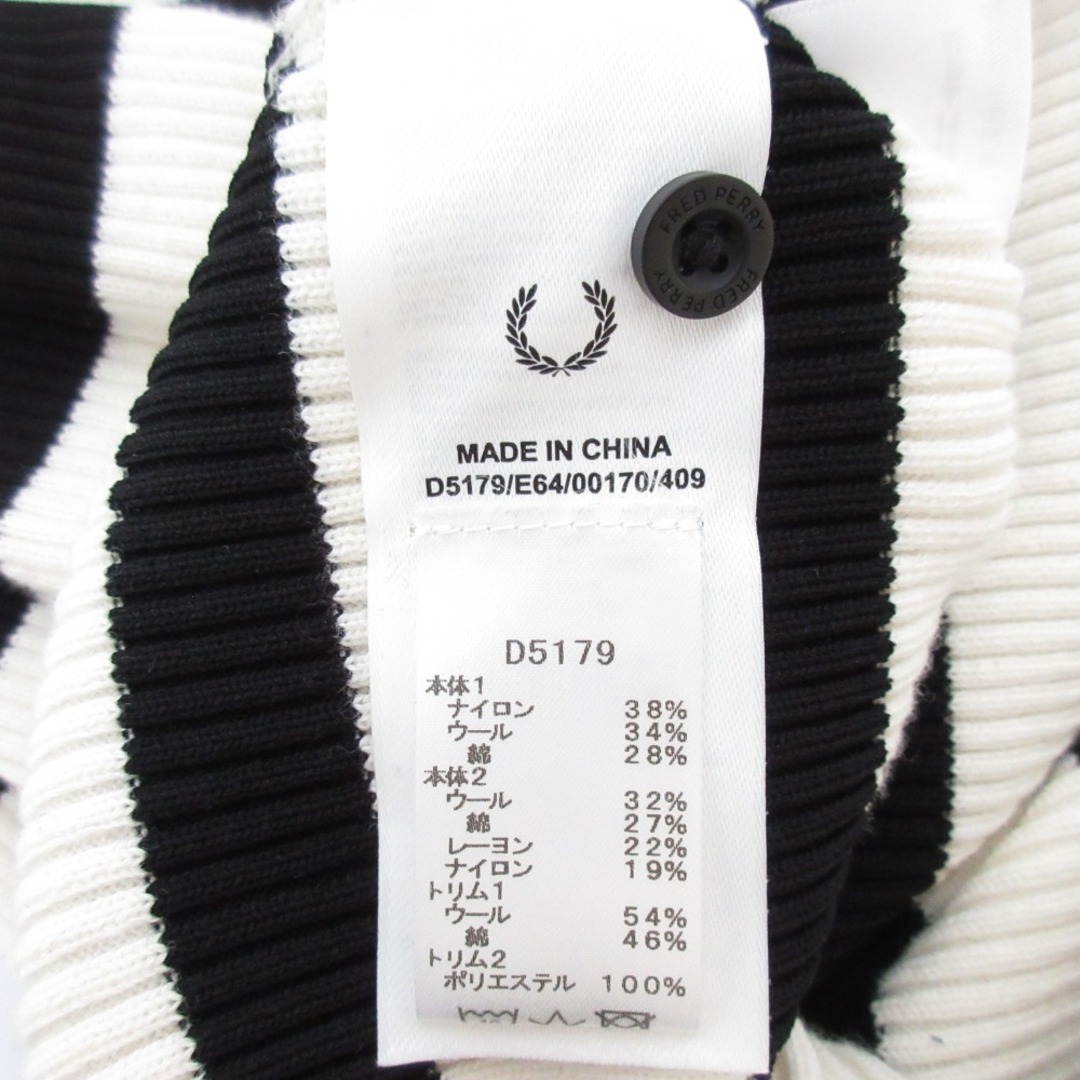 FRED PERRY
FRED PERRY
MADE IN CHINA
D5179/E64/00170/409
D5179
本体1
ナイロン 38%
ウール 34%
綿 28%
本体2
ウール 32%
綿 27%
レーヨン 22%
ナイロン 19%
トリム1
ウール 54%
綿 46%
トリム2
ポリエステル 100%